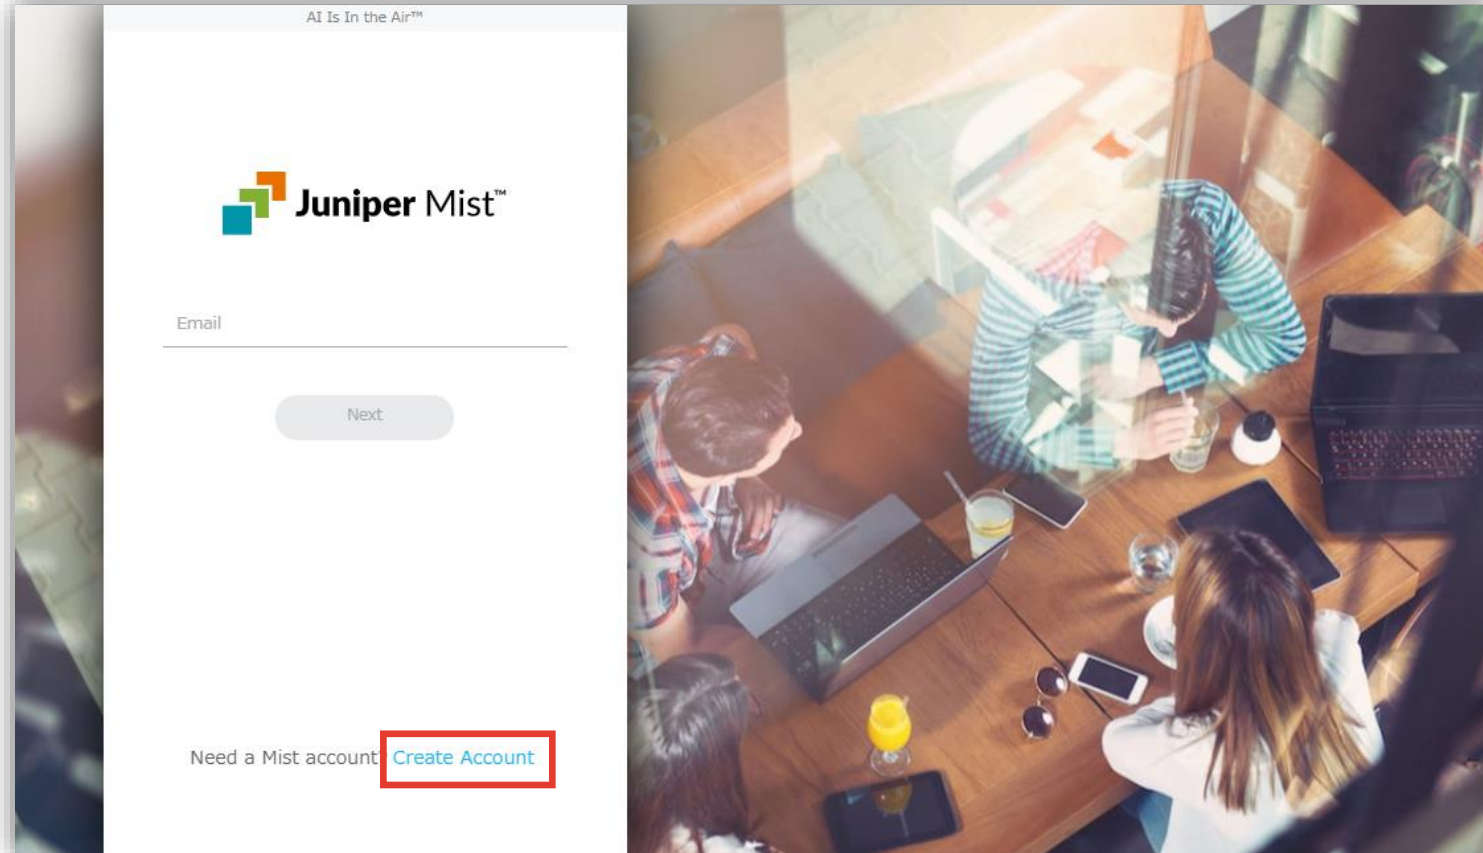 AI Is In the Air™
Juniper Mist™
Email
Next
Need a Mist account? Create Account